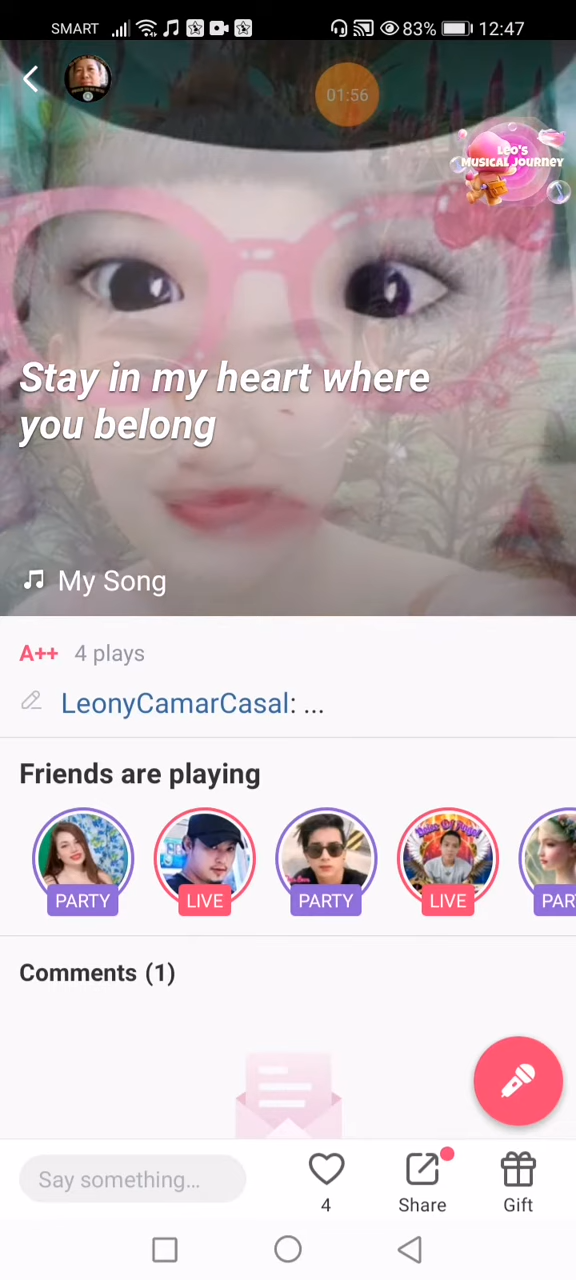 SMART
83%
12:47
01:56
Leo's
Musical Journey
Stay in my heart where
you belong
My Song
A++ 4 plays
LeonyCamarCasal: ...
Friends are playing
PARTY
LIVE
PARTY
LIVE
PAR
Comments (1)
Say something...
4
Share
Gift